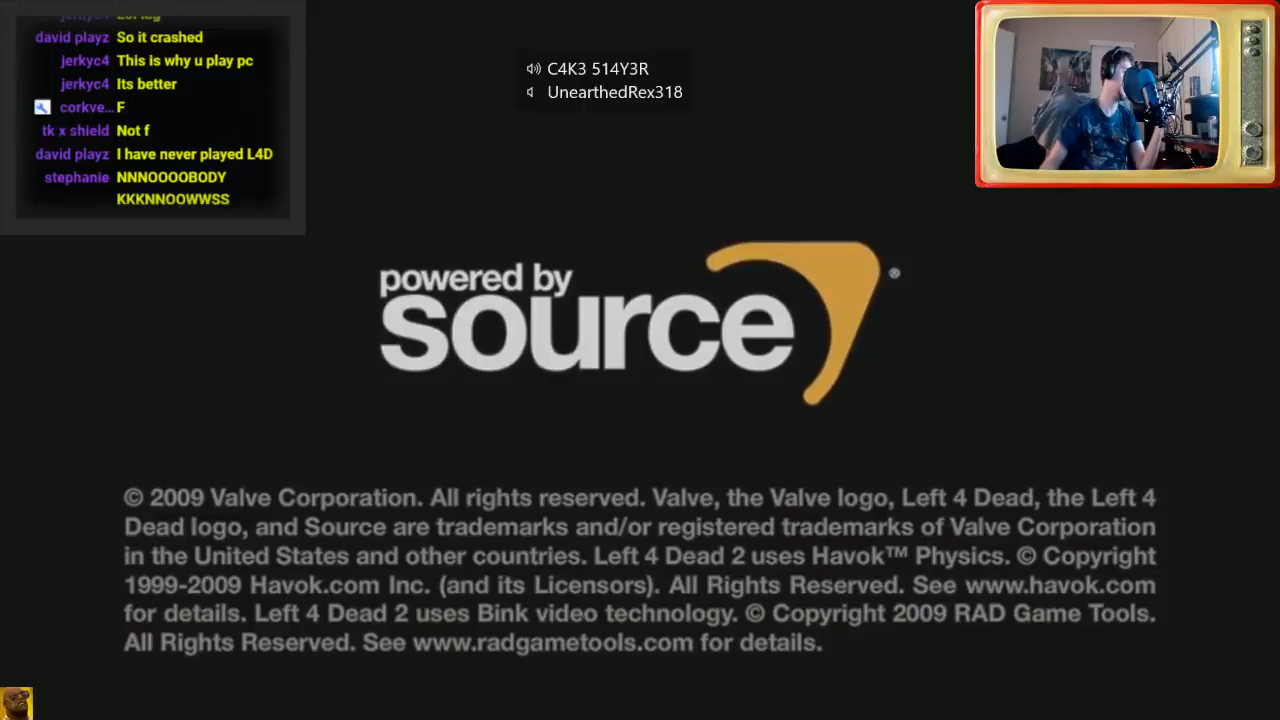 david playz So it crashed
jerkyc4 This is why u play pc
jerkyc4 Its better
corkve... F
tk x shield Not f
david playz I have never played L4D
stephanie NNNOOOOBODY
KKKNNOOWWSS
C4K3 514Y3R
UnearthedRex318
powered by
source®
© 2009 Valve Corporation. All rights reserved. Valve, the Valve logo, Left 4 Dead, the Left 4
Dead logo, and Source are trademarks and/or registered trademarks of Valve Corporation
in the United States and other countries. Left 4 Dead 2 uses Havok™ Physics. © Copyright
1999-2009 Havok.com Inc. (and its Licensors). All Rights Reserved. See www.havok.com
for details. Left 4 Dead 2 uses Bink video technology. © Copyright 2009 RAD Game Tools.
All Rights Reserved. See www.radgametools.com for details.